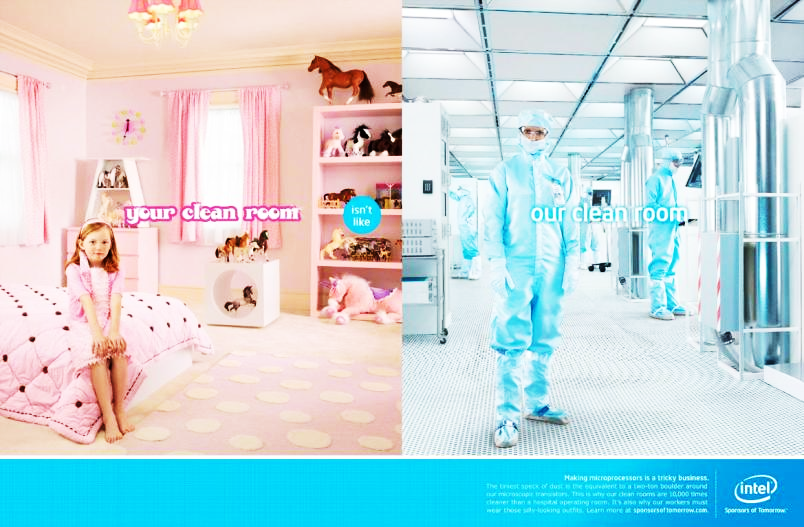 your clean room
isn't
like
our clean room
Making microprocessors is a tricky business.
The tiniest speck of dust is the equivalent to a two-ton boulder around
our microscopic transistors. This is why our clean rooms are 10,000 times
cleaner than a hospital operating room. It's also why our workers must
wear those silly-looking outfits. Learn more at sponsorsoftomorrow.com.
intel
Sponsors of Tomorrow.